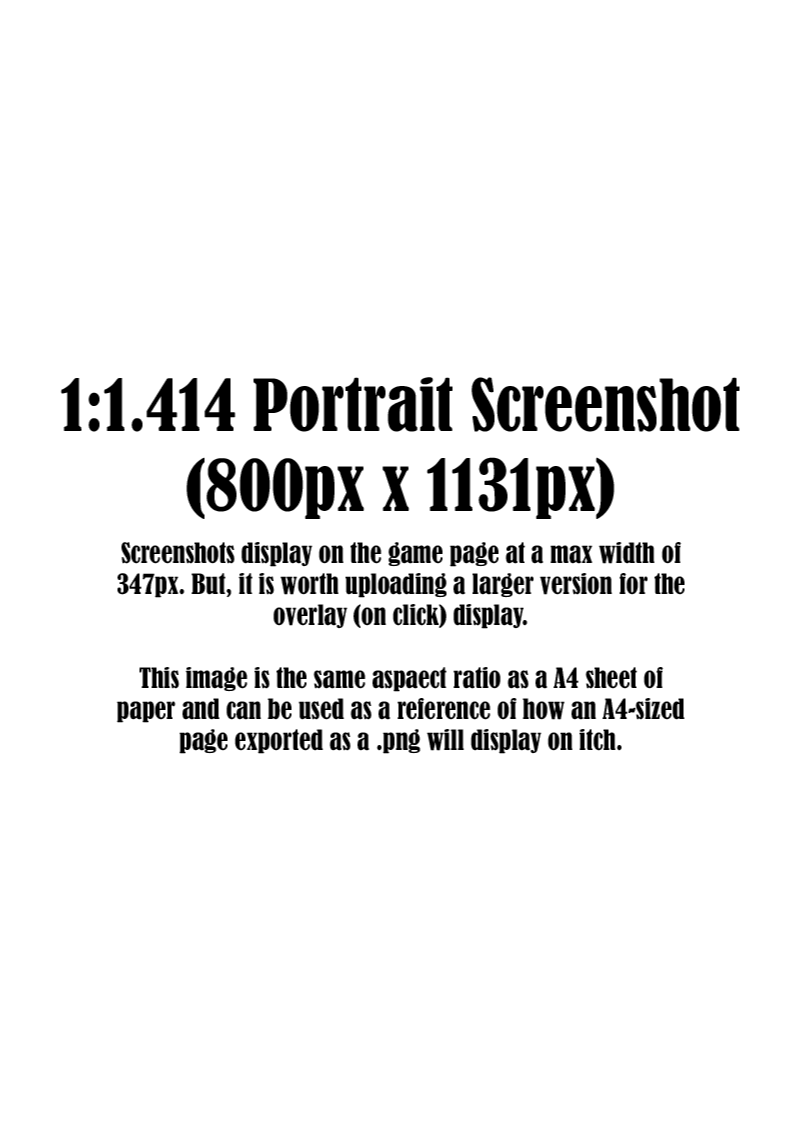 1:1.414 Portrait Screenshot
(800px x 1131px)
Screenshots display on the game page at a max width of
347px. But, it is worth uploading a larger version for the
overlay (on click) display.
This image is the same aspaect ratio as a A4 sheet of
paper and can be used as a reference of how an A4-sized
page exported as a .png will display on itch.